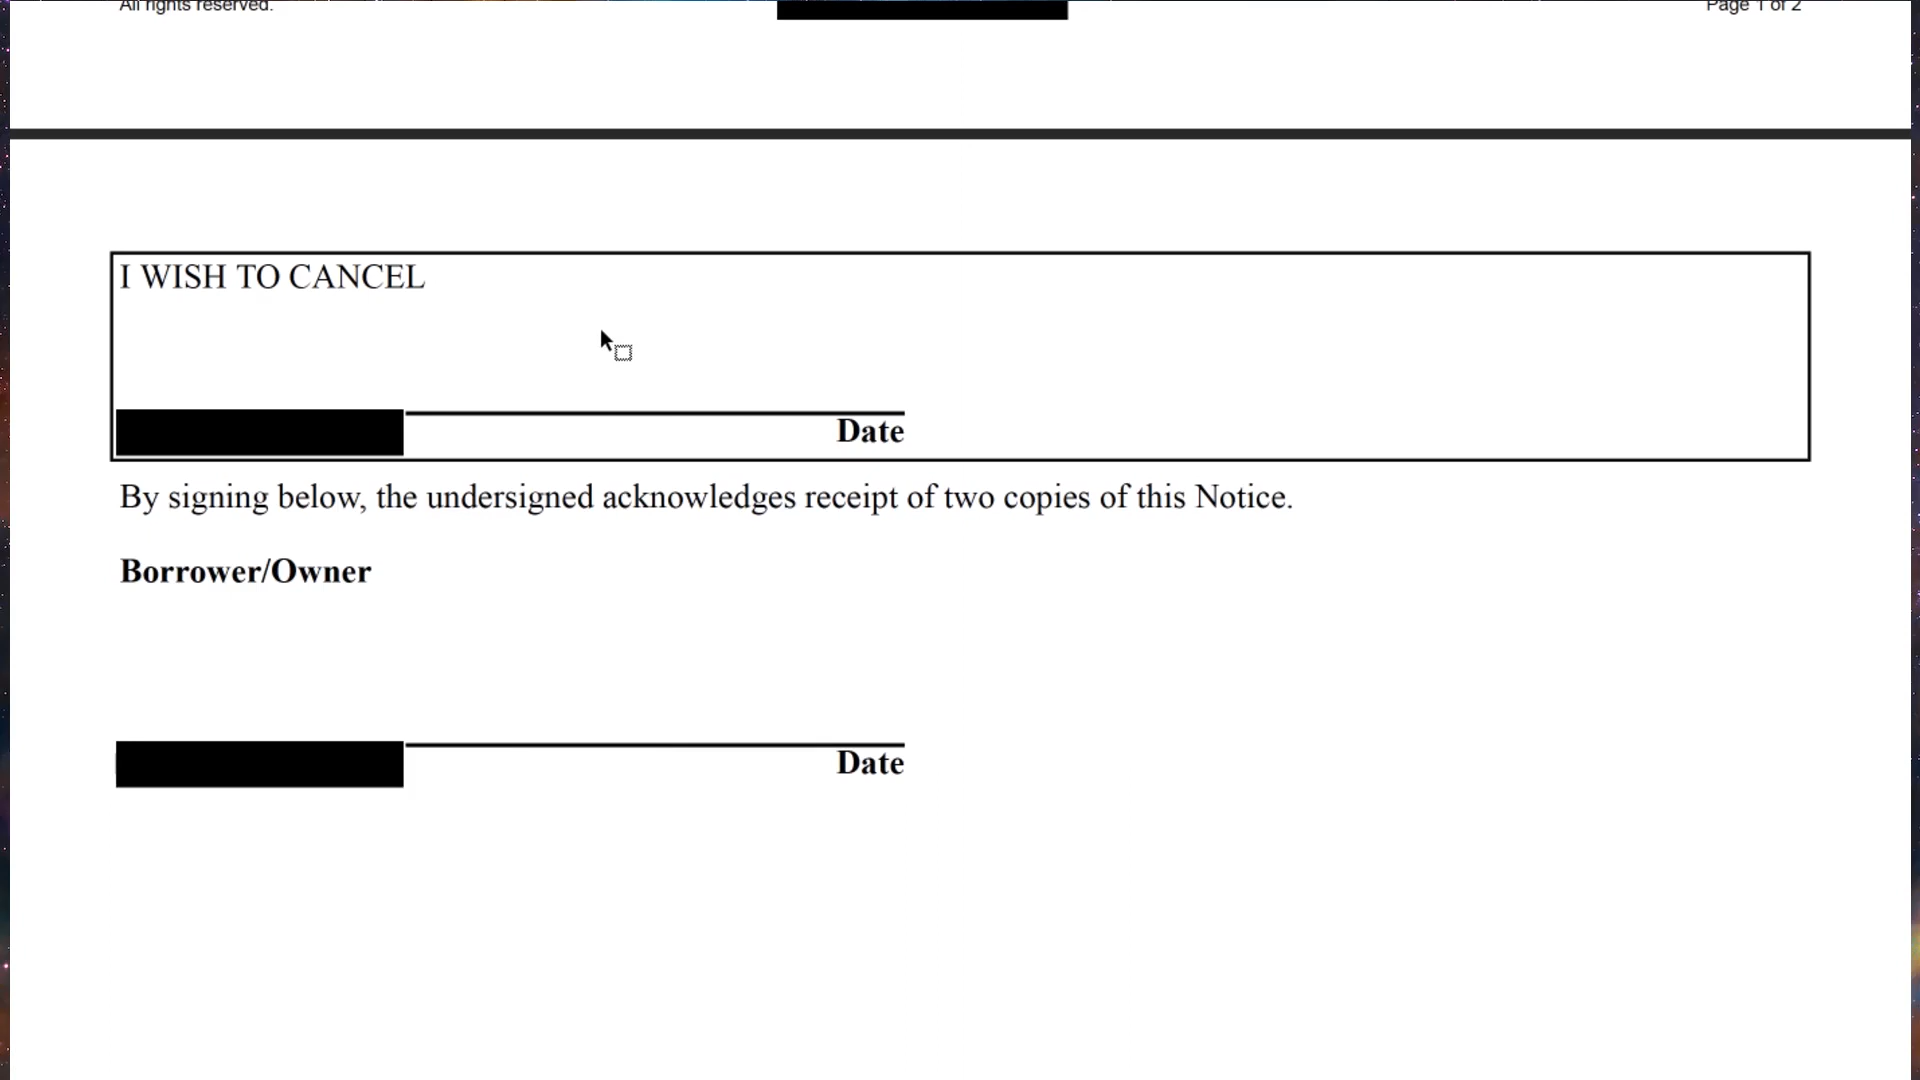 All rights reserved.
Page 1 of 2
I WISH TO CANCEL
Date
By signing below, the undersigned acknowledges receipt of two copies of this Notice.
Borrower/Owner
Date